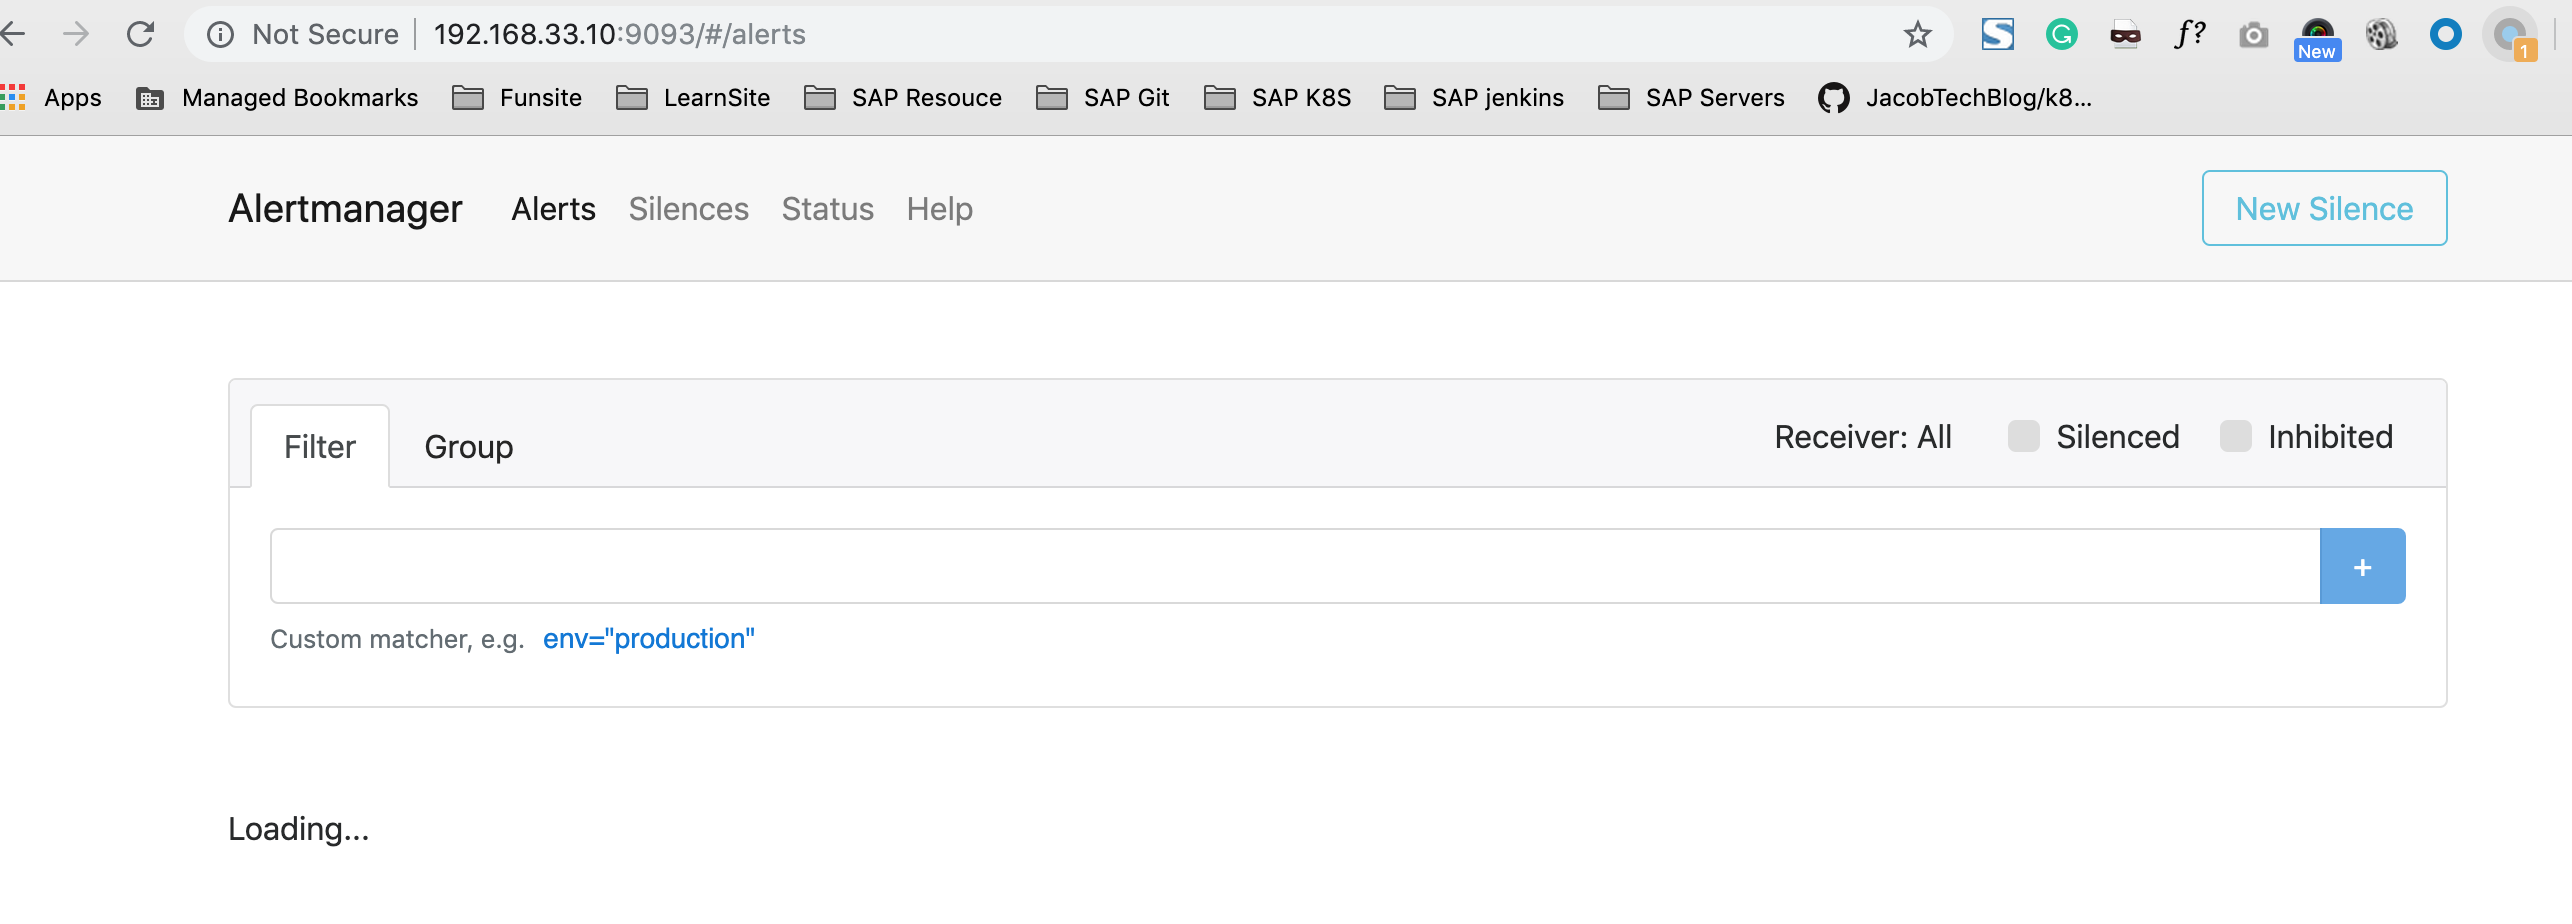 Not Secure 192.168.33.10:9093/#/alerts f? New 1
Apps Managed Bookmarks Funsite LearnSite SAP Resouce SAP Git SAP K8S SAP jenkins SAP Servers JacobTechBlog/k8...
Alertmanager Alerts Silences Status Help New Silence
Filter Group Receiver: All Silenced Inhibited
+
Custom matcher, e.g. env="production"
Loading...